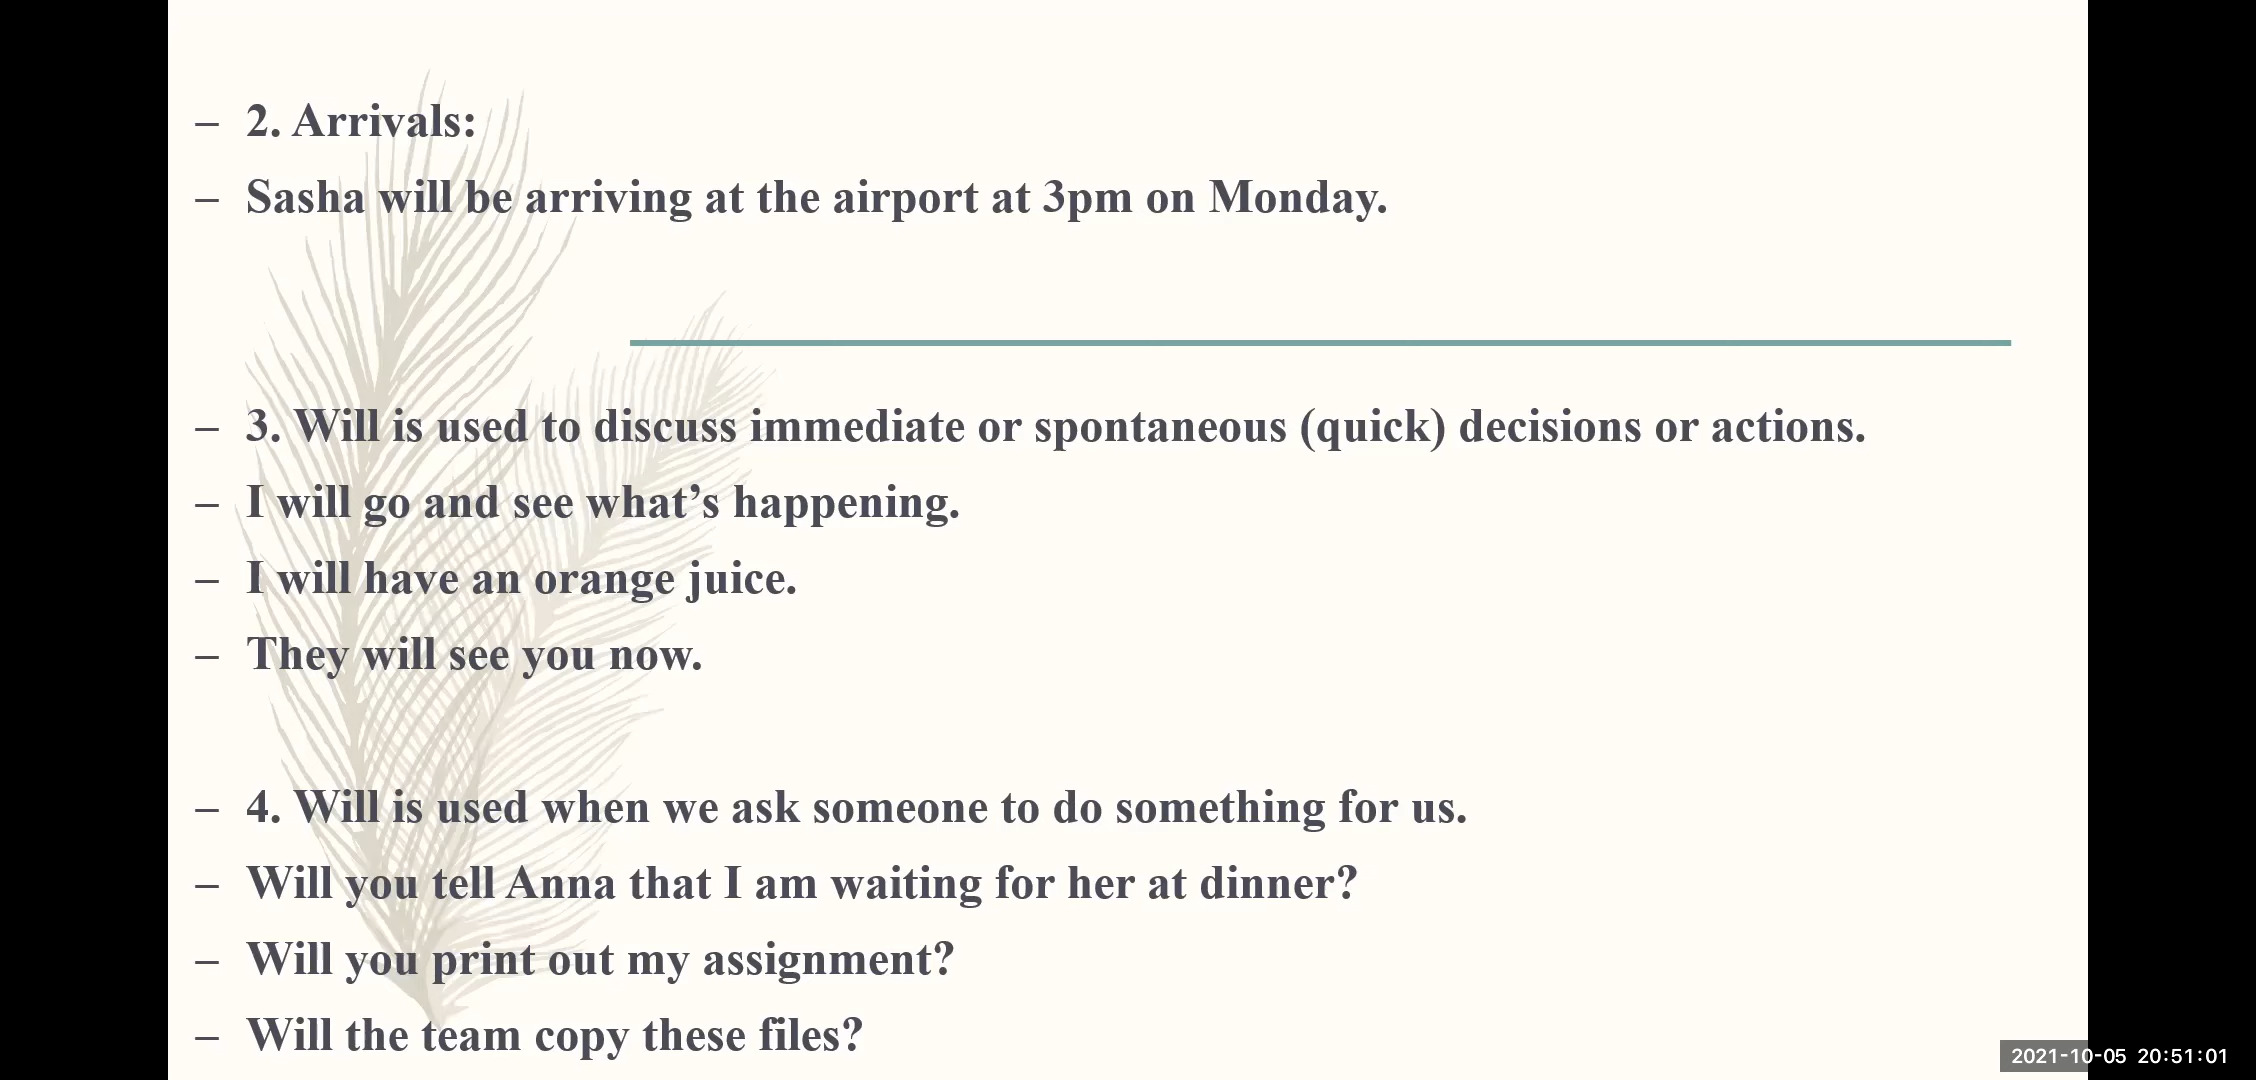 – 2. Arrivals:
– Sasha will be arriving at the airport at 3pm on Monday.
– 3. Will is used to discuss immediate or spontaneous (quick) decisions or actions.
– I will go and see what’s happening.
– I will have an orange juice.
– They will see you now.
– 4. Will is used when we ask someone to do something for us.
– Will you tell Anna that I am waiting for her at dinner?
– Will you print out my assignment?
– Will the team copy these files?
2021-10-05 20:51:01